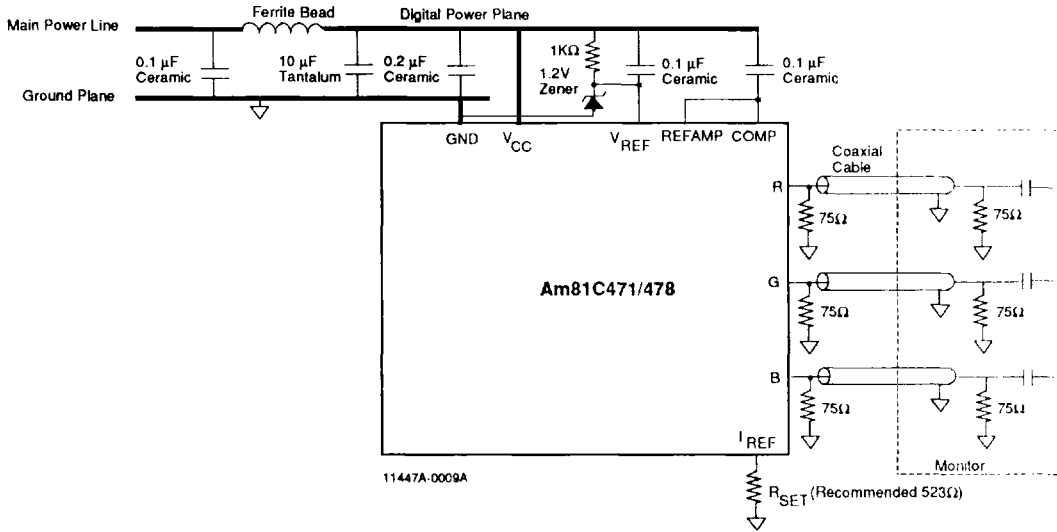 Ferrite Bead
Digital Power Plane
Main Power Line
0.1 µF
Ceramic
10 µF
Tantalum
0.2 µF
Ceramic
1KΩ
1.2V
Zener
0.1 µF
Ceramic
0.1 µF
Ceramic
Ground Plane
GND
VCC
VREF
REFAMP
COMP
Coaxial
Cable
R
75Ω
75Ω
G
Am81C471/478
75Ω
75Ω
B
75Ω
75Ω
IREF
Monitor
11447A-0009A
RSET (Recommended 523Ω)